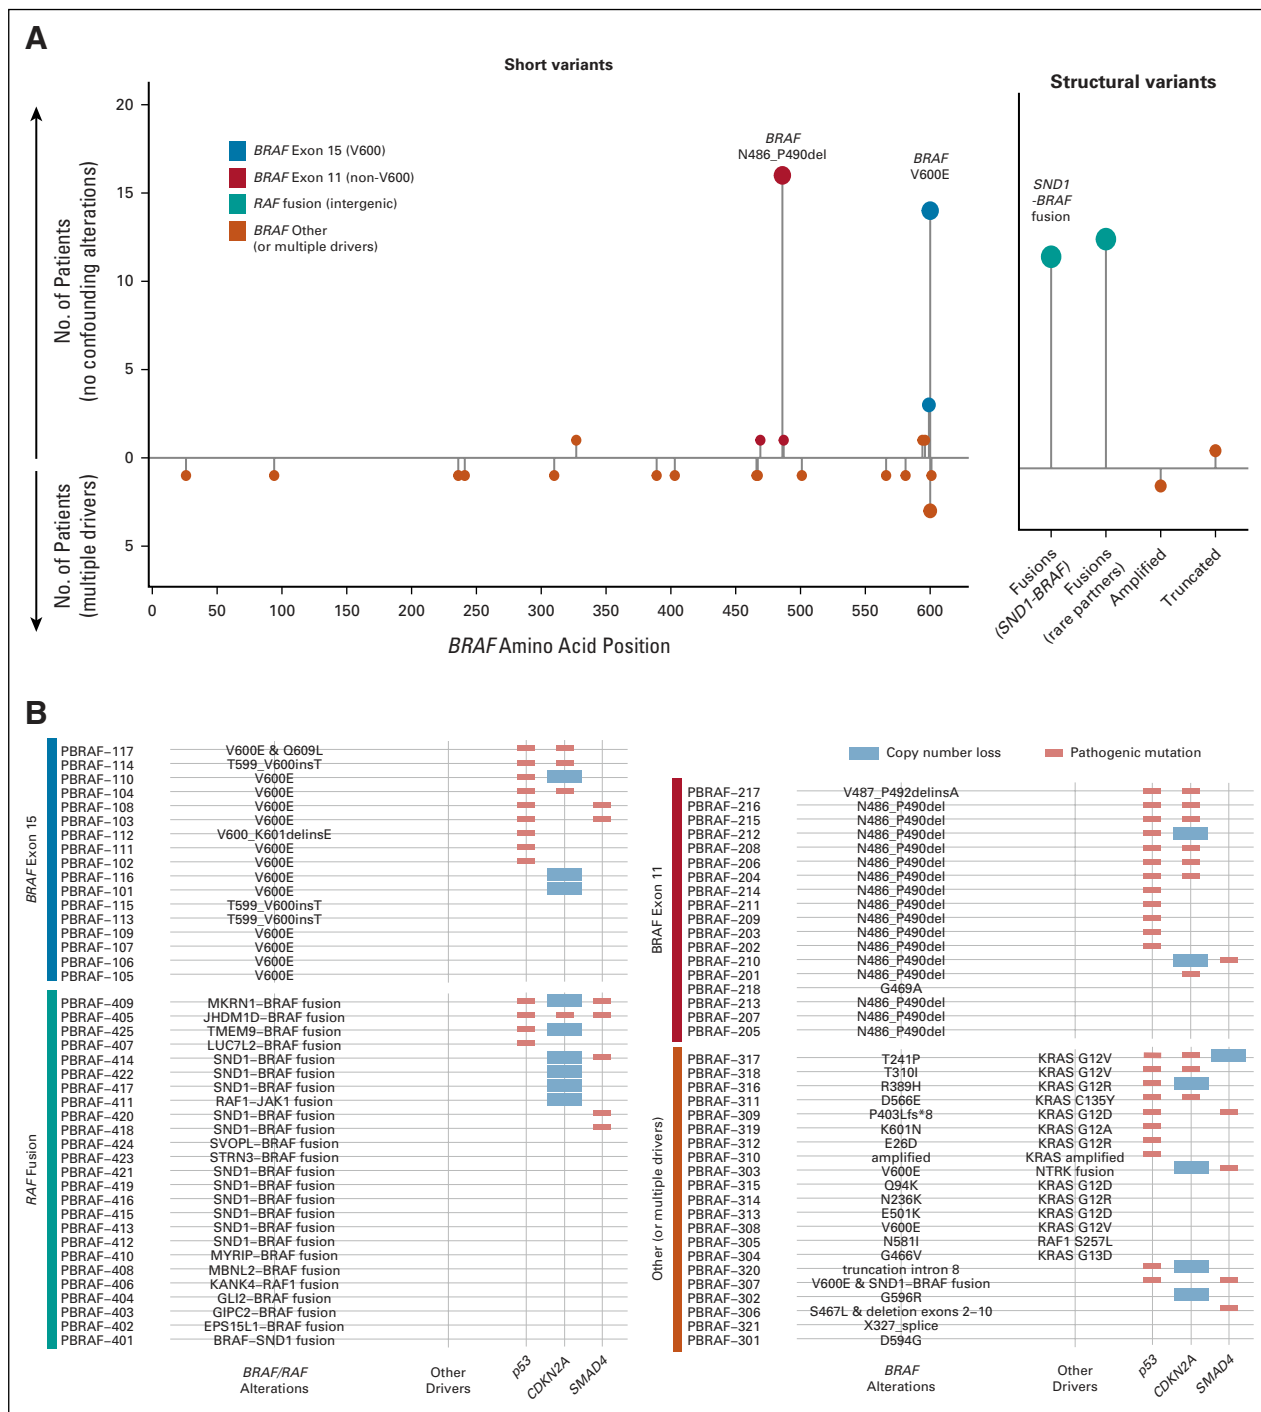 A
Short variants
Structural variants
No. of Patients
(no confounding alterations)
No. of Patients
(multiple drivers)
20
15
10
5
0
5
BRAF Exon 15 (V600)
BRAF Exon 11 (non-V600)
RAF fusion (intergenic)
BRAF Other
(or multiple drivers)
BRAF
N486_P490del
BRAF
V600E
SND1
-BRAF
fusion
0 50 100 150 200 250 300 350 400 450 500 550 600
BRAF Amino Acid Position
Fusions
(SND1-BRAF)
Fusions
(rare partners)
Amplified
Truncated
B
BRAF Exon 15
PBRAF–117 V600E & Q609L
PBRAF–114 T599_V600insT
PBRAF–110 V600E
PBRAF–104 V600E
PBRAF–108 V600E
PBRAF–103 V600E
PBRAF–112 V600_K601delinsE
PBRAF–111 V600E
PBRAF–102 V600E
PBRAF–116 V600E
PBRAF–101 V600E
PBRAF–115 T599_V600insT
PBRAF–113 T599_V600insT
PBRAF–109 V600E
PBRAF–107 V600E
PBRAF–106 V600E
PBRAF–105 V600E
RAF Fusion
PBRAF–409 MKRN1–BRAF fusion
PBRAF–405 JHDM1D–BRAF fusion
PBRAF–425 TMEM9–BRAF fusion
PBRAF–407 LUC7L2–BRAF fusion
PBRAF–414 SND1–BRAF fusion
PBRAF–422 SND1–BRAF fusion
PBRAF–417 SND1–BRAF fusion
PBRAF–411 RAF1–JAK1 fusion
PBRAF–420 SND1–BRAF fusion
PBRAF–418 SND1–BRAF fusion
PBRAF–424 SVOPL–BRAF fusion
PBRAF–423 STRN3–BRAF fusion
PBRAF–421 SND1–BRAF fusion
PBRAF–419 SND1–BRAF fusion
PBRAF–416 SND1–BRAF fusion
PBRAF–415 SND1–BRAF fusion
PBRAF–413 SND1–BRAF fusion
PBRAF–412 SND1–BRAF fusion
PBRAF–410 MYRIP–BRAF fusion
PBRAF–408 MBNL2–BRAF fusion
PBRAF–406 KANK4–RAF1 fusion
PBRAF–404 GLI2–BRAF fusion
PBRAF–403 GIPC2–BRAF fusion
PBRAF–402 EPS15L1–BRAF fusion
PBRAF–401 BRAF–SND1 fusion
BRAF/RAF
Alterations
Other
Drivers
p53
CDKN2A
SMAD4
Copy number loss
Pathogenic mutation
BRAF Exon 11
PBRAF–217 V487_P492delinsA
PBRAF–216 N486_P490del
PBRAF–215 N486_P490del
PBRAF–212 N486_P490del
PBRAF–208 N486_P490del
PBRAF–206 N486_P490del
PBRAF–204 N486_P490del
PBRAF–214 N486_P490del
PBRAF–211 N486_P490del
PBRAF–209 N486_P490del
PBRAF–203 N486_P490del
PBRAF–202 N486_P490del
PBRAF–210 N486_P490del
PBRAF–201 N486_P490del
PBRAF–218 G469A
PBRAF–213 N486_P490del
PBRAF–207 N486_P490del
PBRAF–205 N486_P490del
Other (or multiple drivers)
PBRAF–317 T241P KRAS G12V
PBRAF–318 T310I KRAS G12V
PBRAF–316 R389H KRAS G12R
PBRAF–311 D566E KRAS C135Y
PBRAF–309 P403Lfs*8 KRAS G12D
PBRAF–319 K601N KRAS G12A
PBRAF–312 E26D KRAS G12R
PBRAF–310 amplified KRAS amplified
PBRAF–303 V600E NTRK fusion
PBRAF–315 Q94K KRAS G12D
PBRAF–314 N236K KRAS G12R
PBRAF–313 E501K KRAS G12D
PBRAF–308 V600E KRAS G12V
PBRAF–305 N581I RAF1 S257L
PBRAF–304 G466V KRAS G13D
PBRAF–320 truncation intron 8
PBRAF–307 V600E & SND1–BRAF fusion
PBRAF–302 G596R
PBRAF–306 S467L & deletion exons 2–10
PBRAF–321 X327_splice
PBRAF–301 D594G
BRAF
Alterations
Other
Drivers
p53
CDKN2A
SMAD4